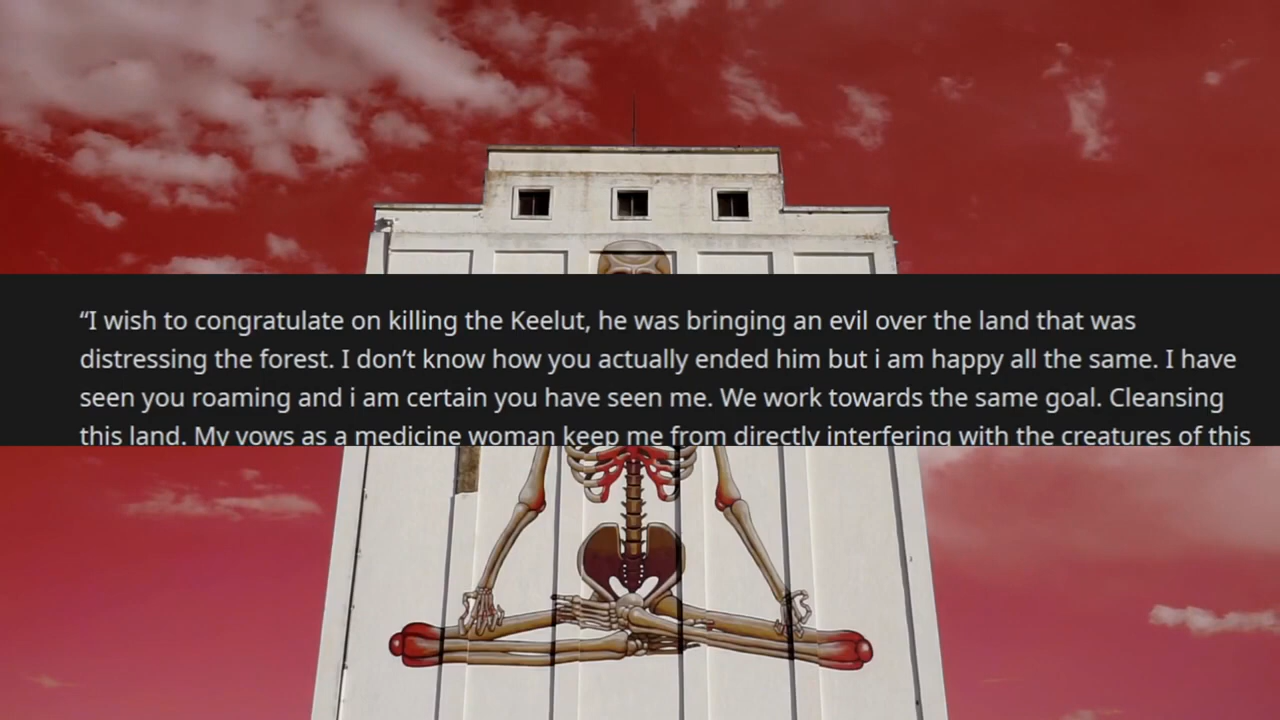 “I wish to congratulate on killing the Keelut, he was bringing an evil over the land that was
distressing the forest. I don’t know how you actually ended him but i am happy all the same. I have
seen you roaming and i am certain you have seen me. We work towards the same goal. Cleansing
this land. My vows as a medicine woman keep me from directly interfering with the creatures of this